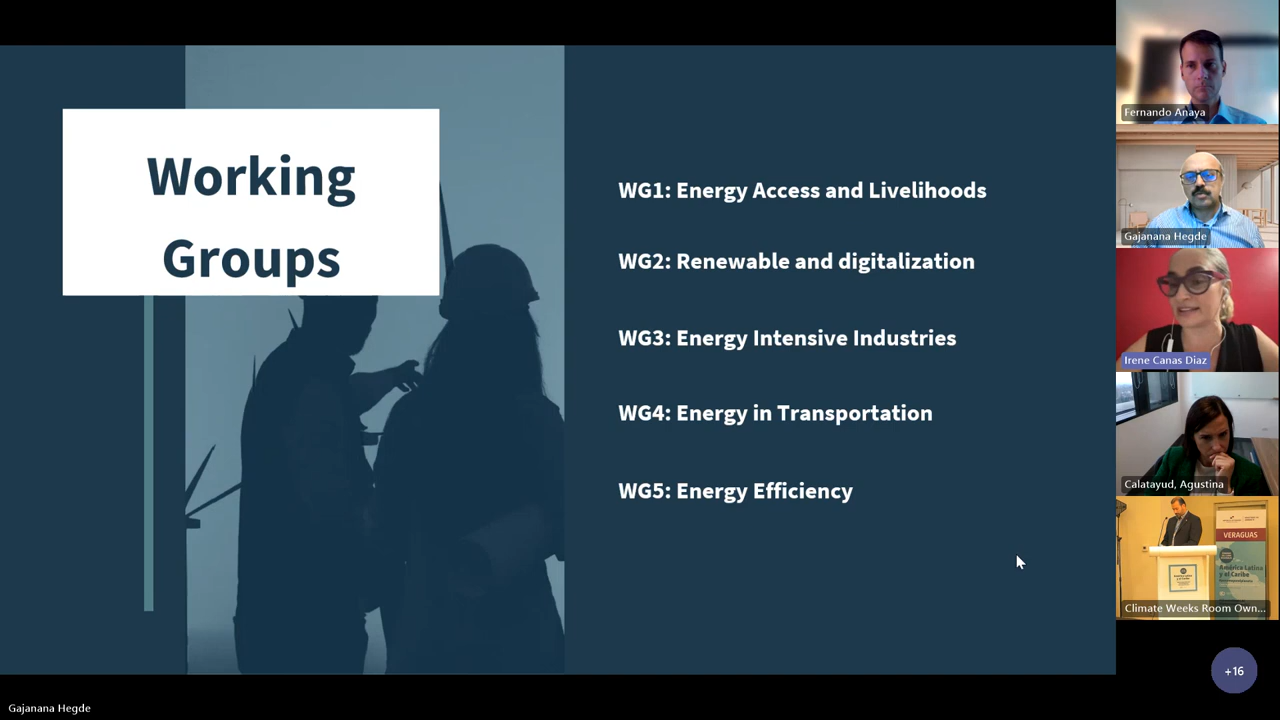 Working
Groups
WG1: Energy Access and Livelihoods
WG2: Renewable and digitalization
WG3: Energy Intensive Industries
WG4: Energy in Transportation
WG5: Energy Efficiency
Fernando Anaya
Gajanana Hegde
Irene Canas Diaz
Calatayud, Agustina
VERAGUAS
América Latina
y el Caribe
Climate Weeks Room Own...
+16
Gajanana Hegde